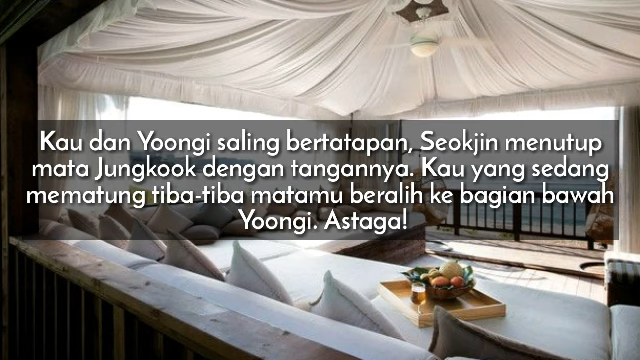 Kau dan Yoongi saling bertatapan, Seokjin menutup
mata Jungkook dengan tangannya. Kau yang sedang
mematung tiba-tiba matamu beralih ke bagian bawah
Yoongi. Astaga!